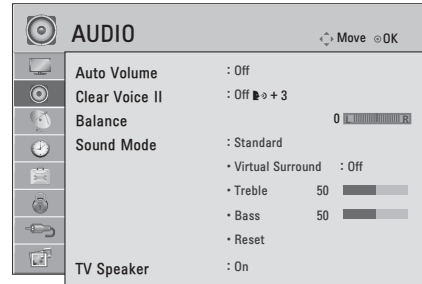 AUDIO
Move OK
Auto Volume : Off
Clear Voice II : Off + 3
Balance 0 L R
Sound Mode : Standard
• Virtual Surround : Off
• Treble 50
• Bass 50
• Reset
TV Speaker : On